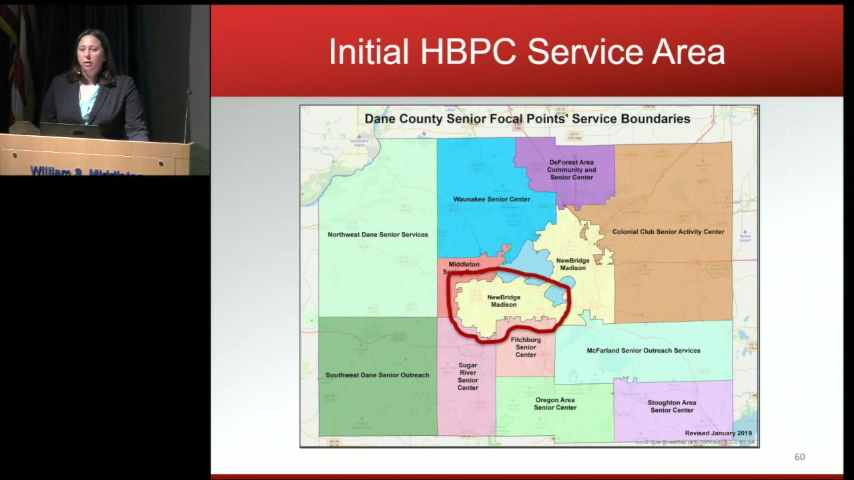 Initial HBPC Service Area
Dane County Senior Focal Points' Service Boundaries
DeForest Area
Community and
Senior Center
Waunakee Senior Center
Northwest Dane Senior Services
Colonial Club Senior Activity Center
Middleton
NewBridge
Madison
NewBridge
Madison
Fitchburg
Senior
Center
McFarland Senior Outreach Services
Sugar
River
Senior
Center
Southwest Dane Senior Outreach
Oregon Area
Senior Center
Stoughton Area
Senior Center
Revised January 2019
60
William S. Middleton